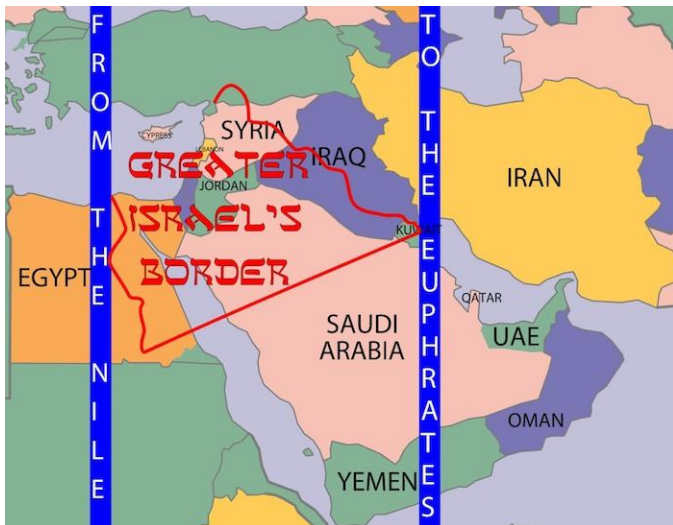 FROM THE NILE
TO THE EUPHRATES
CYPRESS
SYRIA
LEBANON
GREATER
IRAQ
IRAN
JORDAN
ISRAEL'S
KUWAIT
BORDER
EGYPT
QATAR
SAUDI
ARABIA
UAE
OMAN
YEMEN